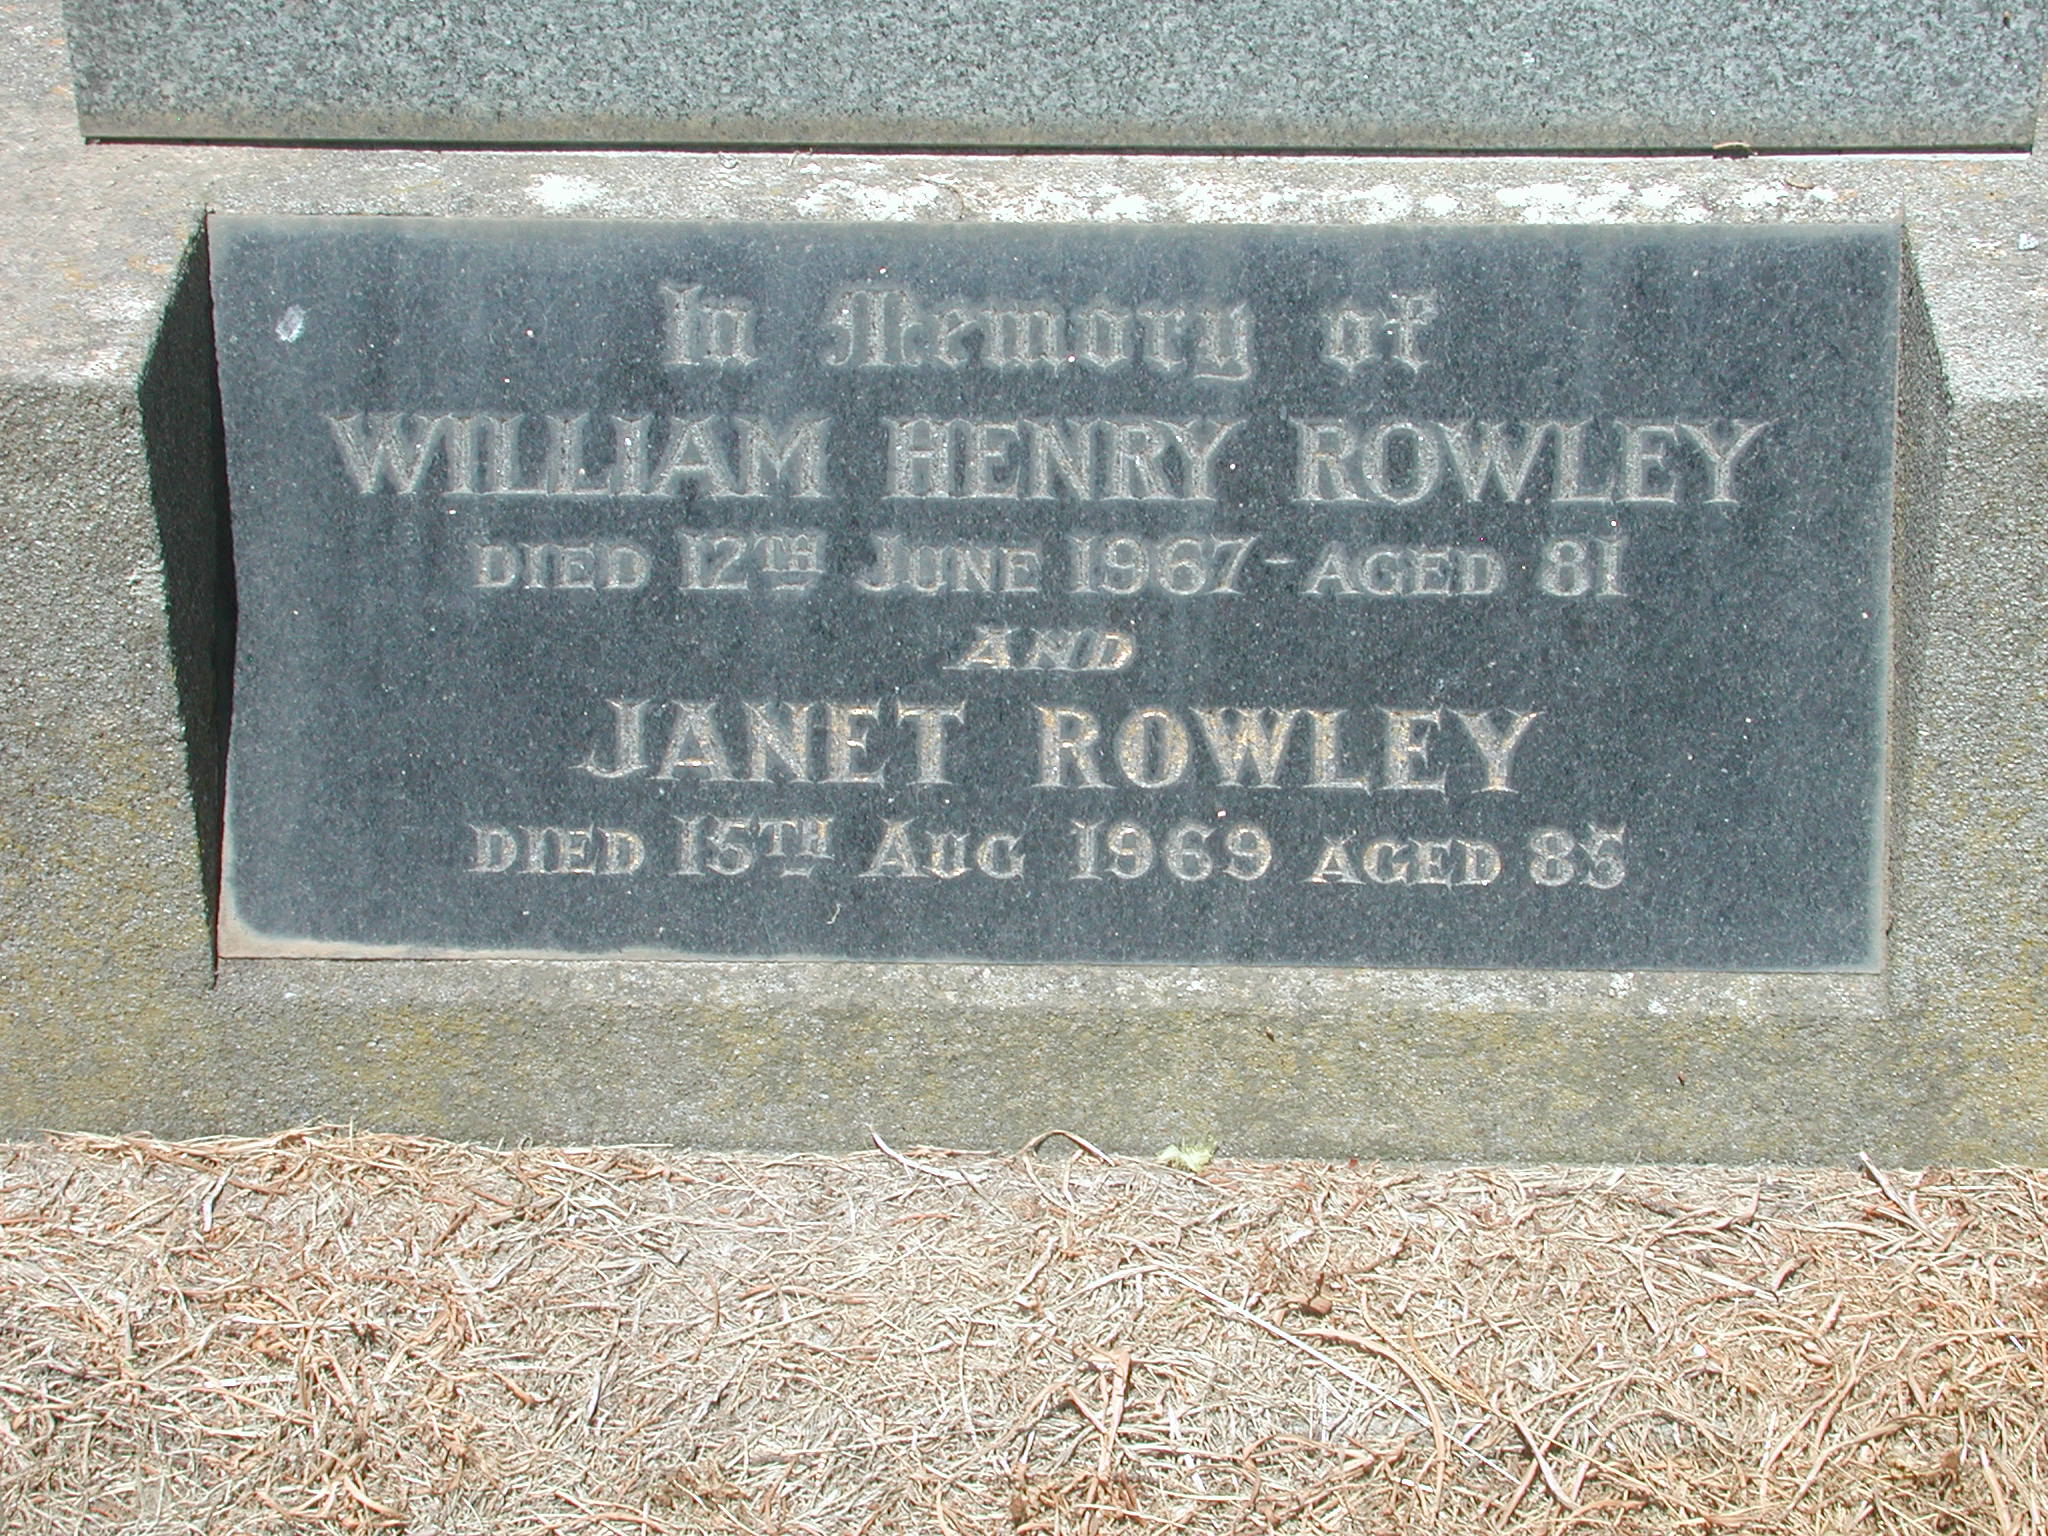 In Memory of
WILLIAM HENRY ROWLEY
DIED 12TH JUNE 1967 - AGED 81
AND
JANET ROWLEY
DIED 15TH AUG 1969 AGED 85